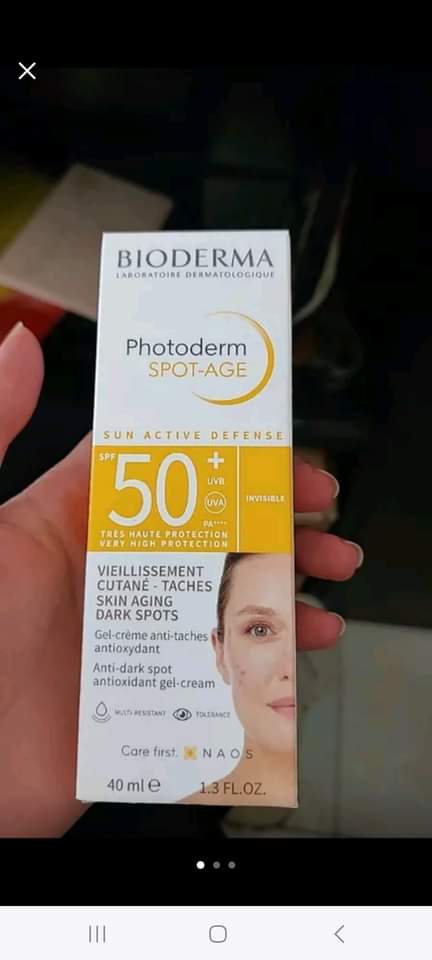 BIODERMA
LABORATOIRE DERMATOLOGIQUE
Photoderm
SPOT-AGE
SUN ACTIVE DEFENSE
SPF 50+
UVB
UVA
PA****
INVISIBLE
TRÈS HAUTE PROTECTION
VERY HIGH PROTECTION
VIEILLISSEMENT
CUTANÉ - TACHES
SKIN AGING
DARK SPOTS
Gel-crème anti-taches
antioxydant
Anti-dark spot
antioxidant gel-cream
MULTI-RESISTANT
TOLERANCE
Care first. NAOS
40 ml e
1.3 FL.OZ.